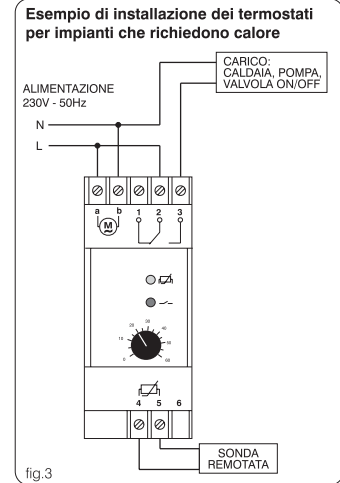 Esempio di installazione dei termostati
per impianti che richiedono calore
CARICO:
CALDAIA, POMPA,
VALVOLA ON/OFF
ALIMENTAZIONE
230V - 50Hz
N
L
a b 1 2 3
M
0 10 20 30 40 50 60
4 5 6
SONDA
REMOTATA
fig.3